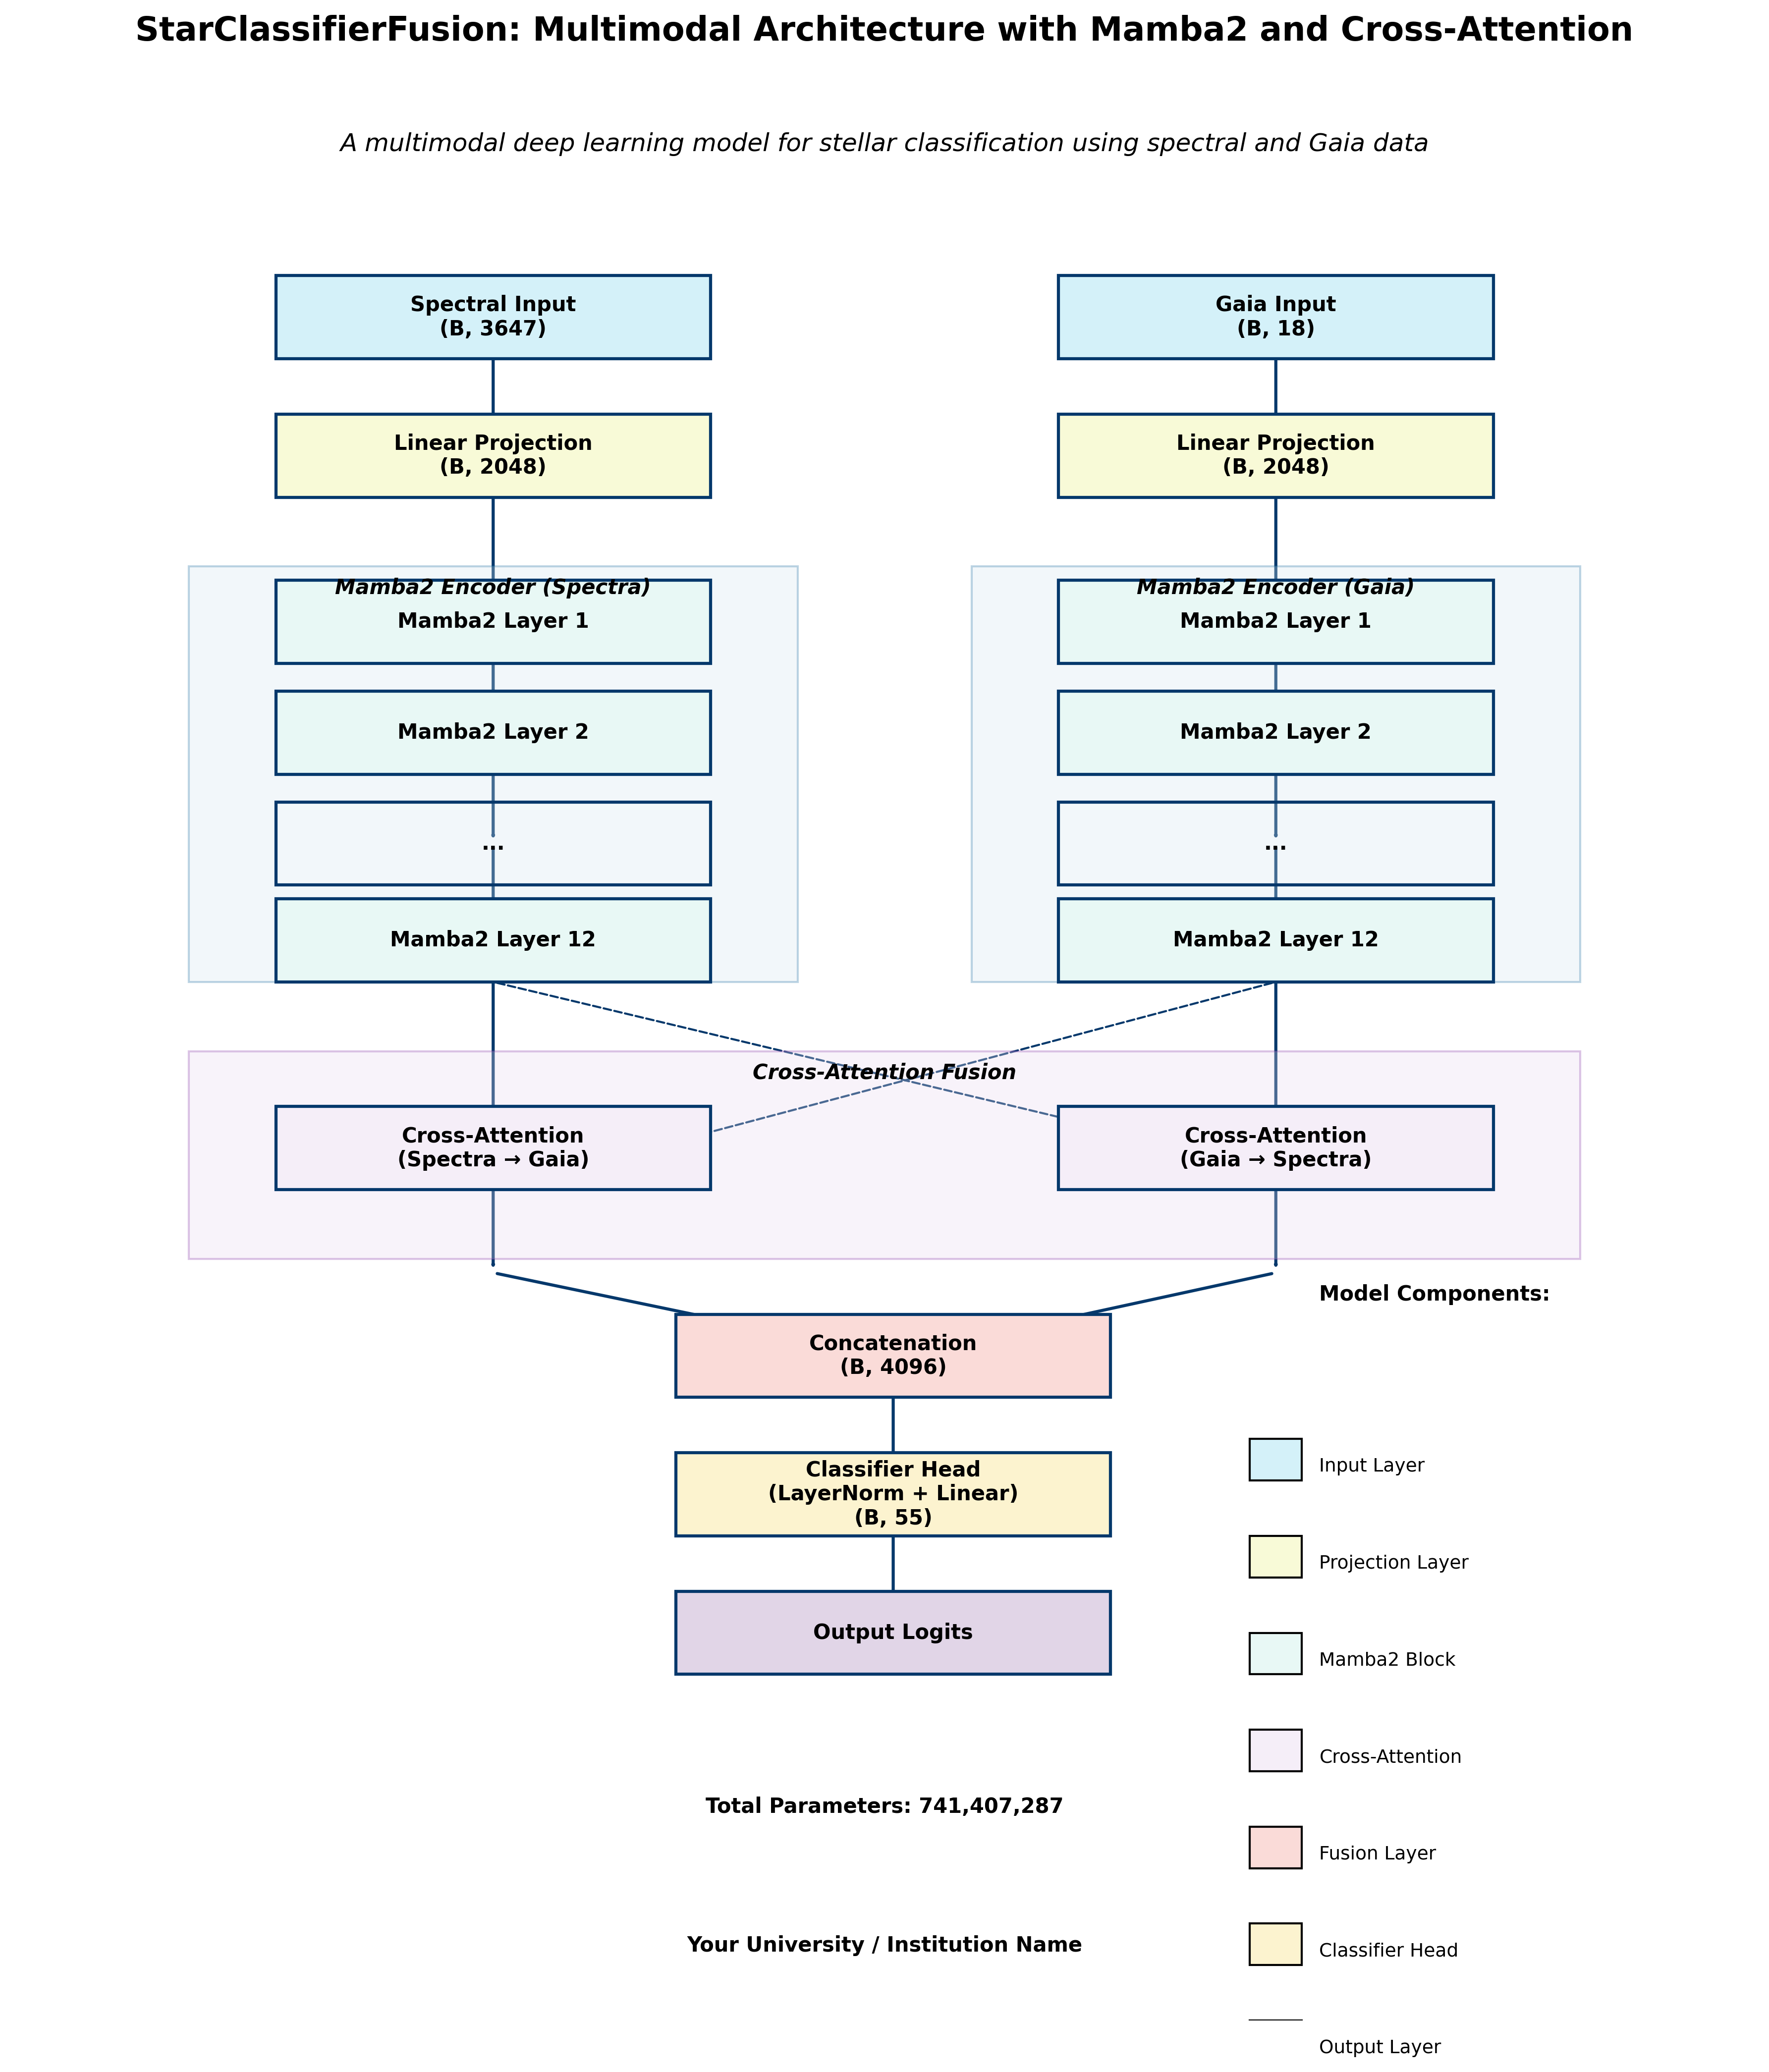 StarClassifierFusion: Multimodal Architecture with Mamba2 and Cross-Attention
A multimodal deep learning model for stellar classification using spectral and Gaia data
Spectral Input
(B, 3647)
Gaia Input
(B, 18)
Linear Projection
(B, 2048)
Linear Projection
(B, 2048)
Mamba2 Encoder (Spectra)
Mamba2 Layer 1
Mamba2 Layer 2
...
Mamba2 Layer 12
Mamba2 Encoder (Gaia)
Mamba2 Layer 1
Mamba2 Layer 2
...
Mamba2 Layer 12
Cross-Attention Fusion
Cross-Attention
(Spectra → Gaia)
Cross-Attention
(Gaia → Spectra)
Concatenation
(B, 4096)
Classifier Head
(LayerNorm + Linear)
(B, 55)
Output Logits
Total Parameters: 741,407,287
Your University / Institution Name
Model Components:
Input Layer
Projection Layer
Mamba2 Block
Cross-Attention
Fusion Layer
Classifier Head
Output Layer